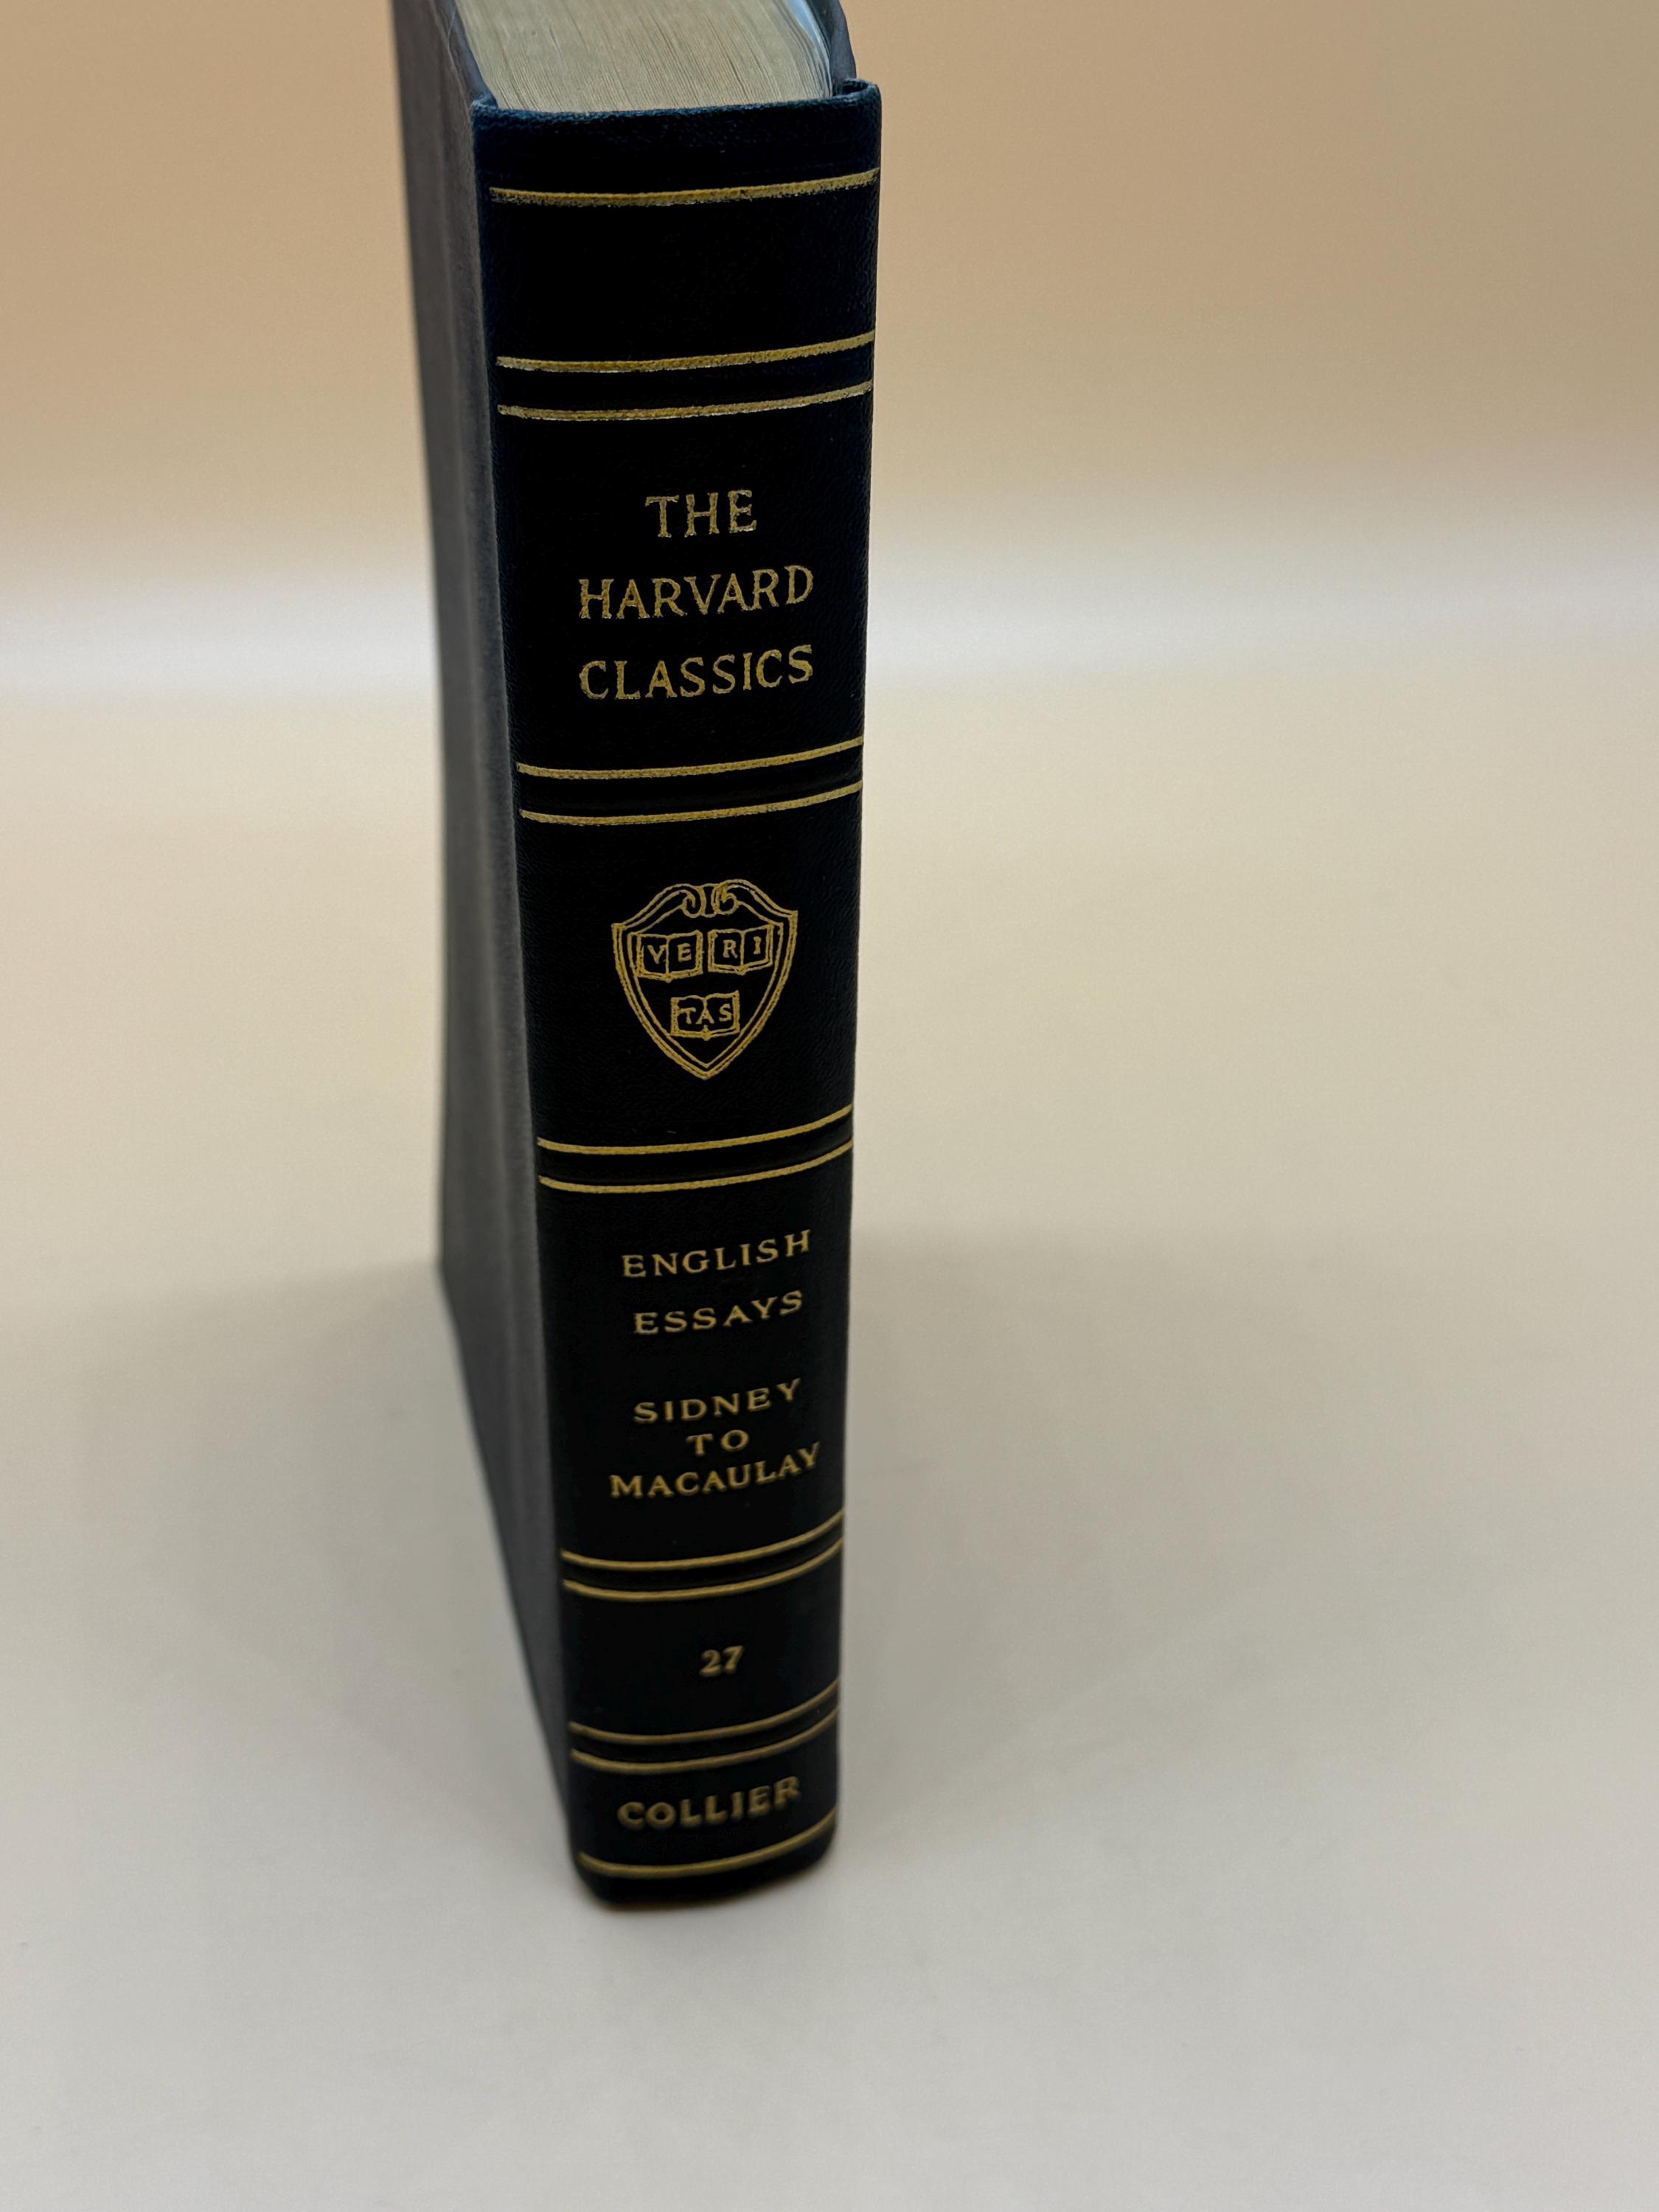 THE
HARVARD
CLASSICS
VE RI
TAS
ENGLISH
ESSAYS
SIDNEY
TO
MACAULAY
27
COLLIER